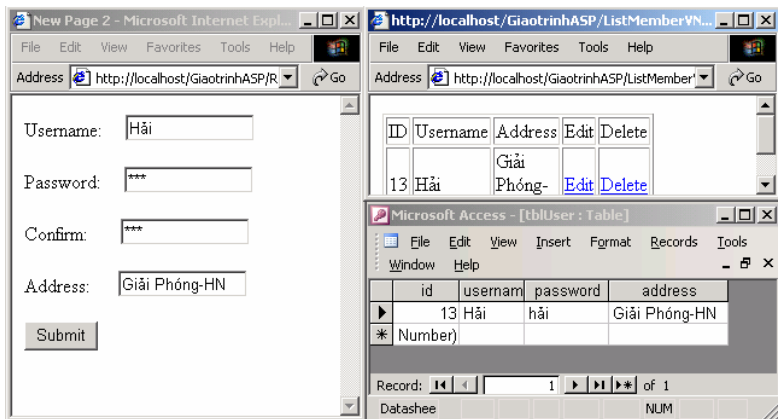 New Page 2 - Microsoft Internet Expl...
File Edit View Favorites Tools Help
Address http://localhost/GiaotrinhASP/R Go
Username: Hải
Password: ***
Confirm: ***
Address: Giải Phóng-HN
Submit
http://localhost/GiaotrinhASP/ListMemberVN...
File Edit View Favorites Tools Help
Address http://localhost/GiaotrinhASP/ListMember Go
ID Username Address Edit Delete
13 Hải Giải Phóng- Edit Delete
Microsoft Access - [tblUser : Table]
File Edit View Insert Format Records Tools
Window Help
id usernam password address
13 Hải hải Giải Phóng-HN
Number)
Record: 1 of 1
Datashee NUM